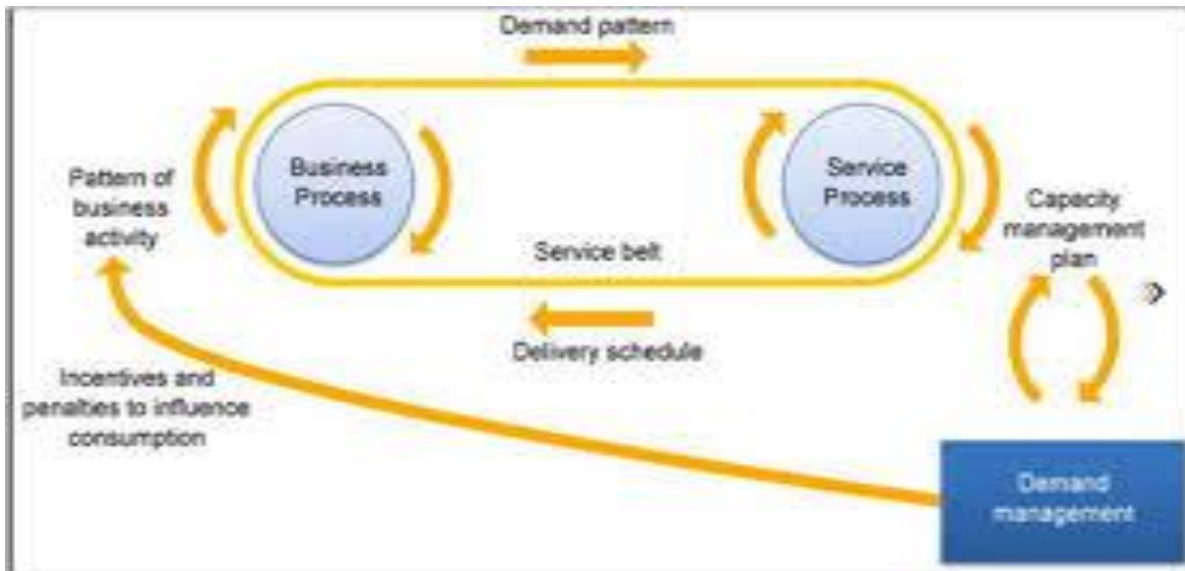 Demand pattern
Business
Process
Service
Process
Pattern of
business
activity
Service belt
Capacity
management
plan
Delivery schedule
Incentives and
penalties to influence
consumption
Demand
management